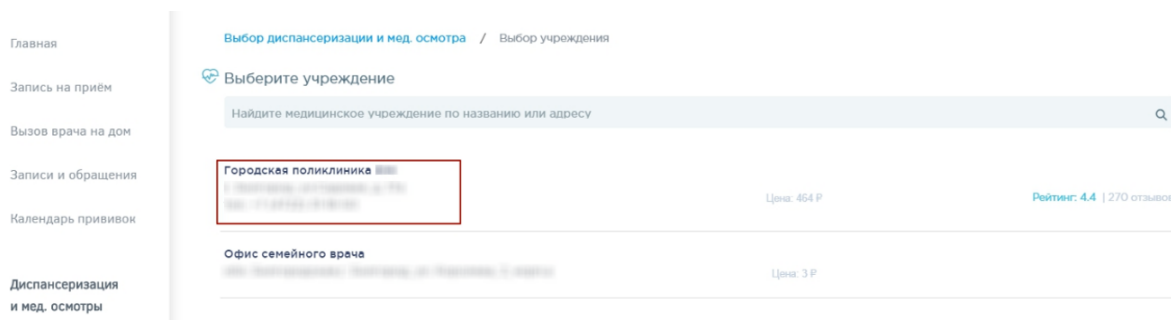 Главная
Запись на приём
Вызов врача на дом
Записи и обращения
Календарь прививок
Диспансеризация
и мед. осмотры
Выбор диспансеризации и мед. осмотра / Выбор учреждения
Выберите учреждение
Найдите медицинское учреждение по названию или адресу
Городская поликлиника
Цена: 464 ₽
Рейтинг: 4.4 | 270 отзывов
Офис семейного врача
Цена: 3 ₽